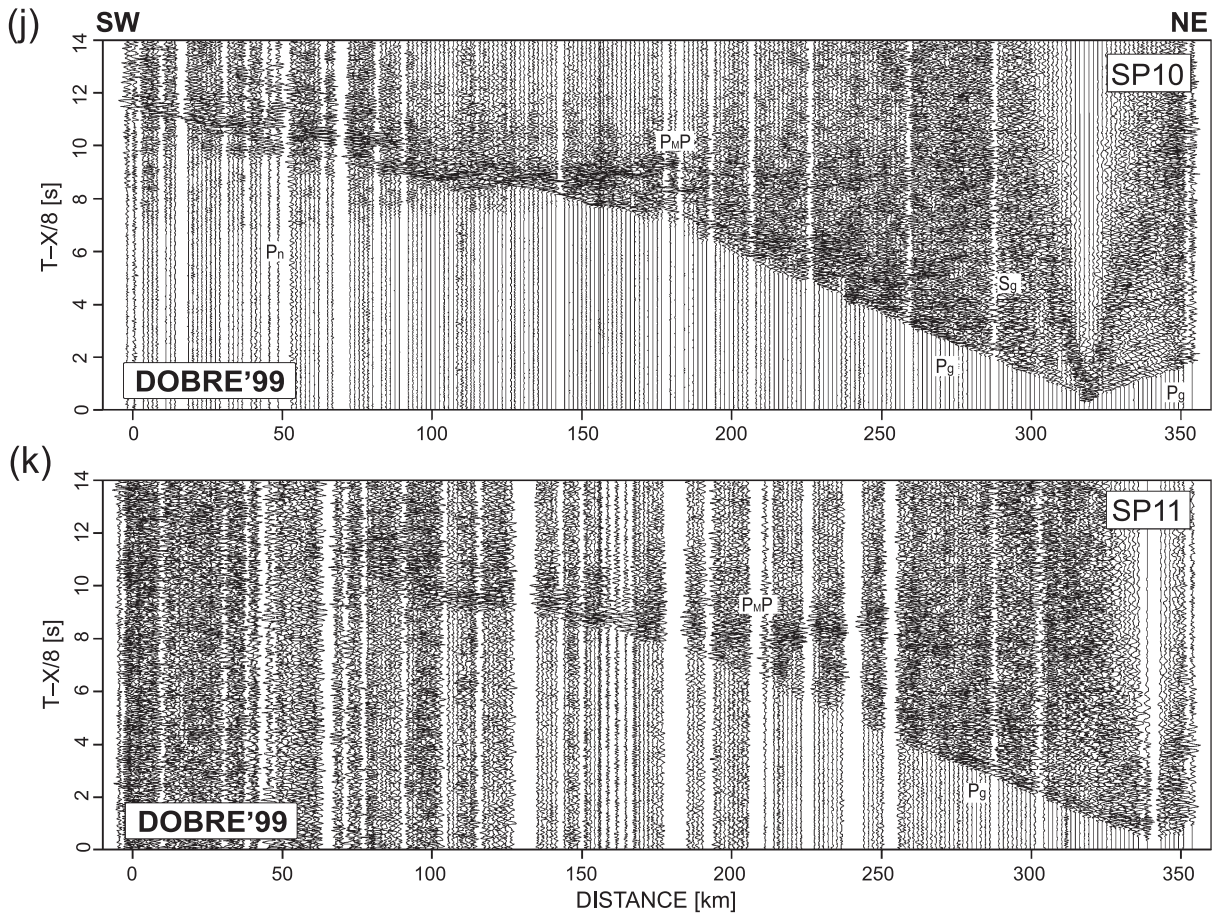 (j) SW NE
14
12
10
8
6
4
2
0
T–X/8 [s]
SP10
PMP
Pn
Sg
Pg
Pg
DOBRE'99
0 50 100 150 200 250 300 350
(k)
14
12
10
8
6
4
2
0
T–X/8 [s]
SP11
PMP
Pg
DOBRE'99
0 50 100 150 200 250 300 350
DISTANCE [km]